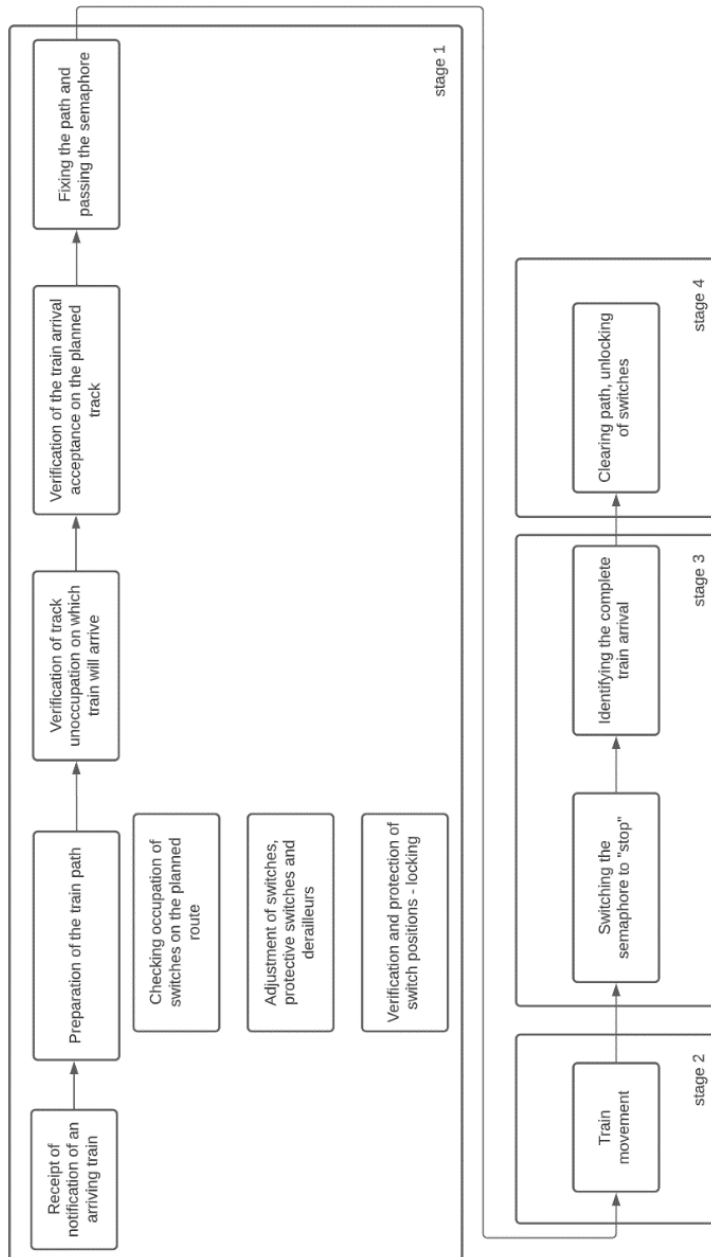 Receipt of
notification of an
arriving train
Preparation of the train path
Checking occupation of
switches on the planned
route
Adjustment of switches,
protective switches and
derailleurs
Verification and protection of
switch positions - locking
Verification of track
unoccupation on which
train will arrive
Verification of the train arrival
acceptance on the planned
track
Fixing the path and
passing the semaphore
stage 1
Train
movement
stage 2
Switching the
semaphore to "stop"
Identifying the complete
train arrival
stage 3
Clearing path, unlocking
of switches
stage 4